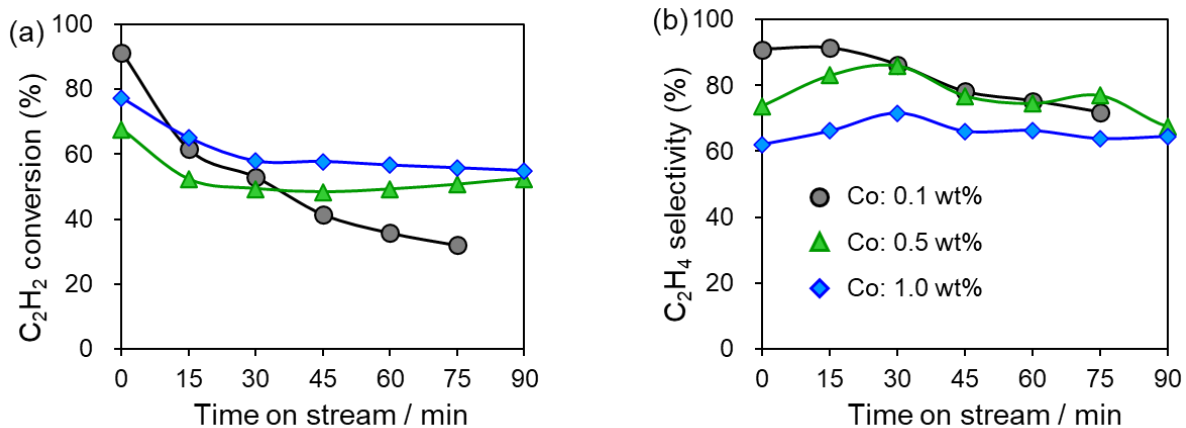 (a)
C₂H₂ conversion (%)
100
80
60
40
20
0
0 15 30 45 60 75 90
Time on stream / min
(b)
C₂H₄ selectivity (%)
100
80
60
40
20
0
Co: 0.1 wt%
Co: 0.5 wt%
Co: 1.0 wt%
0 15 30 45 60 75 90
Time on stream / min